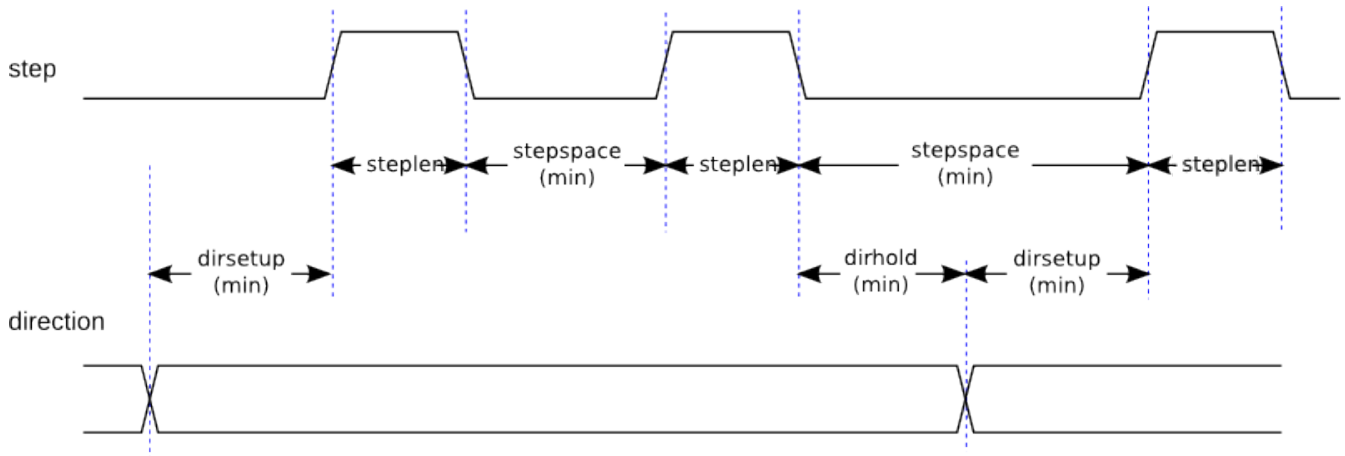 step
steplen
stepspace
(min)
steplen
stepspace
(min)
steplen
dirsetup
(min)
dirhold
(min)
dirsetup
(min)
direction